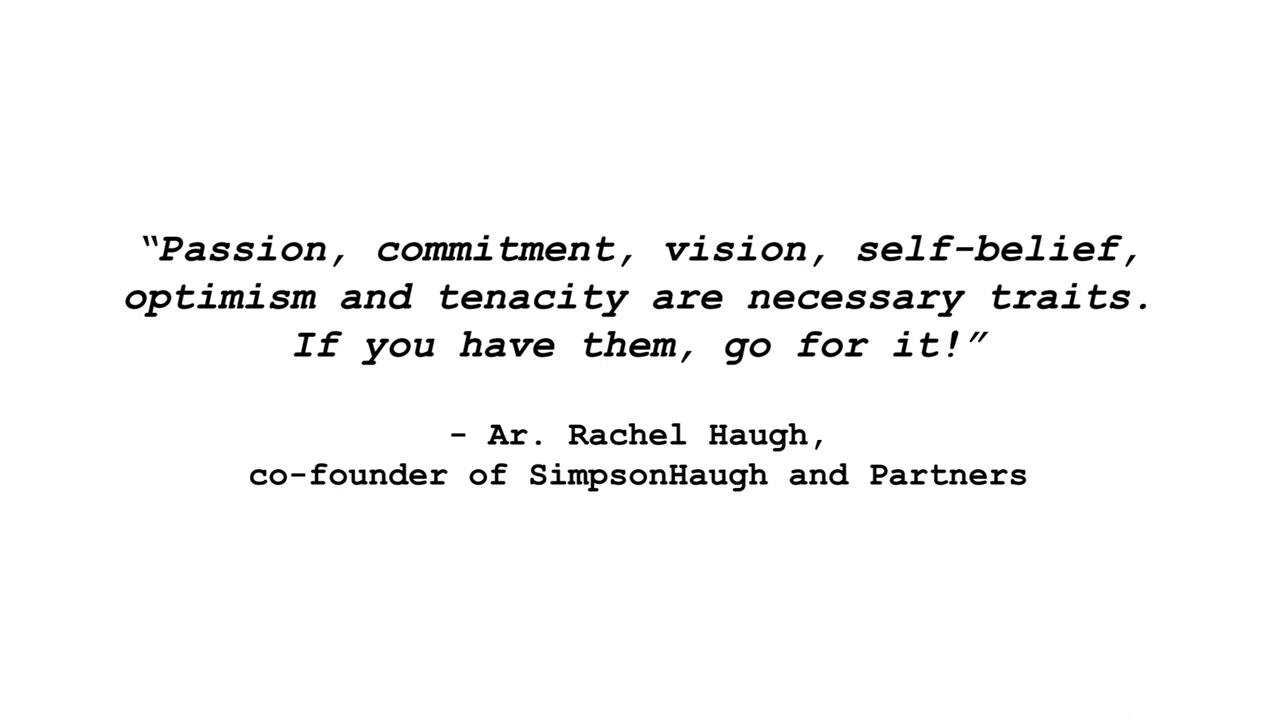 “Passion, commitment, vision, self-belief,
optimism and tenacity are necessary traits.
If you have them, go for it!”
- Ar. Rachel Haugh,
co-founder of SimpsonHaugh and Partners